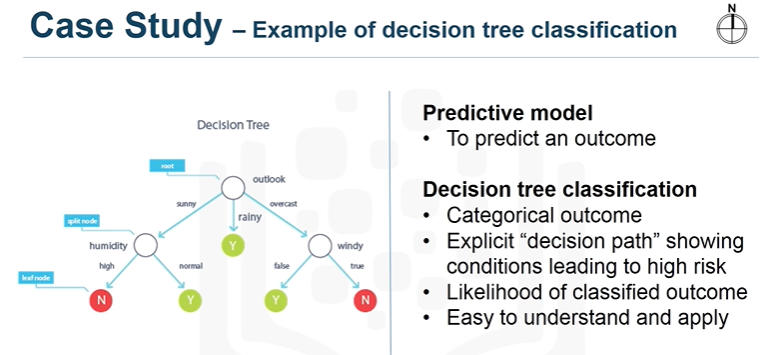 N
Case Study – Example of decision tree classification
Decision Tree
root
outlook
sunny
overcast
rainy
split node
humidity
Y
windy
high
normal
false
true
leaf node
N
Y
Y
N
Predictive model
• To predict an outcome
Decision tree classification
• Categorical outcome
• Explicit “decision path” showing
conditions leading to high risk
• Likelihood of classified outcome
• Easy to understand and apply